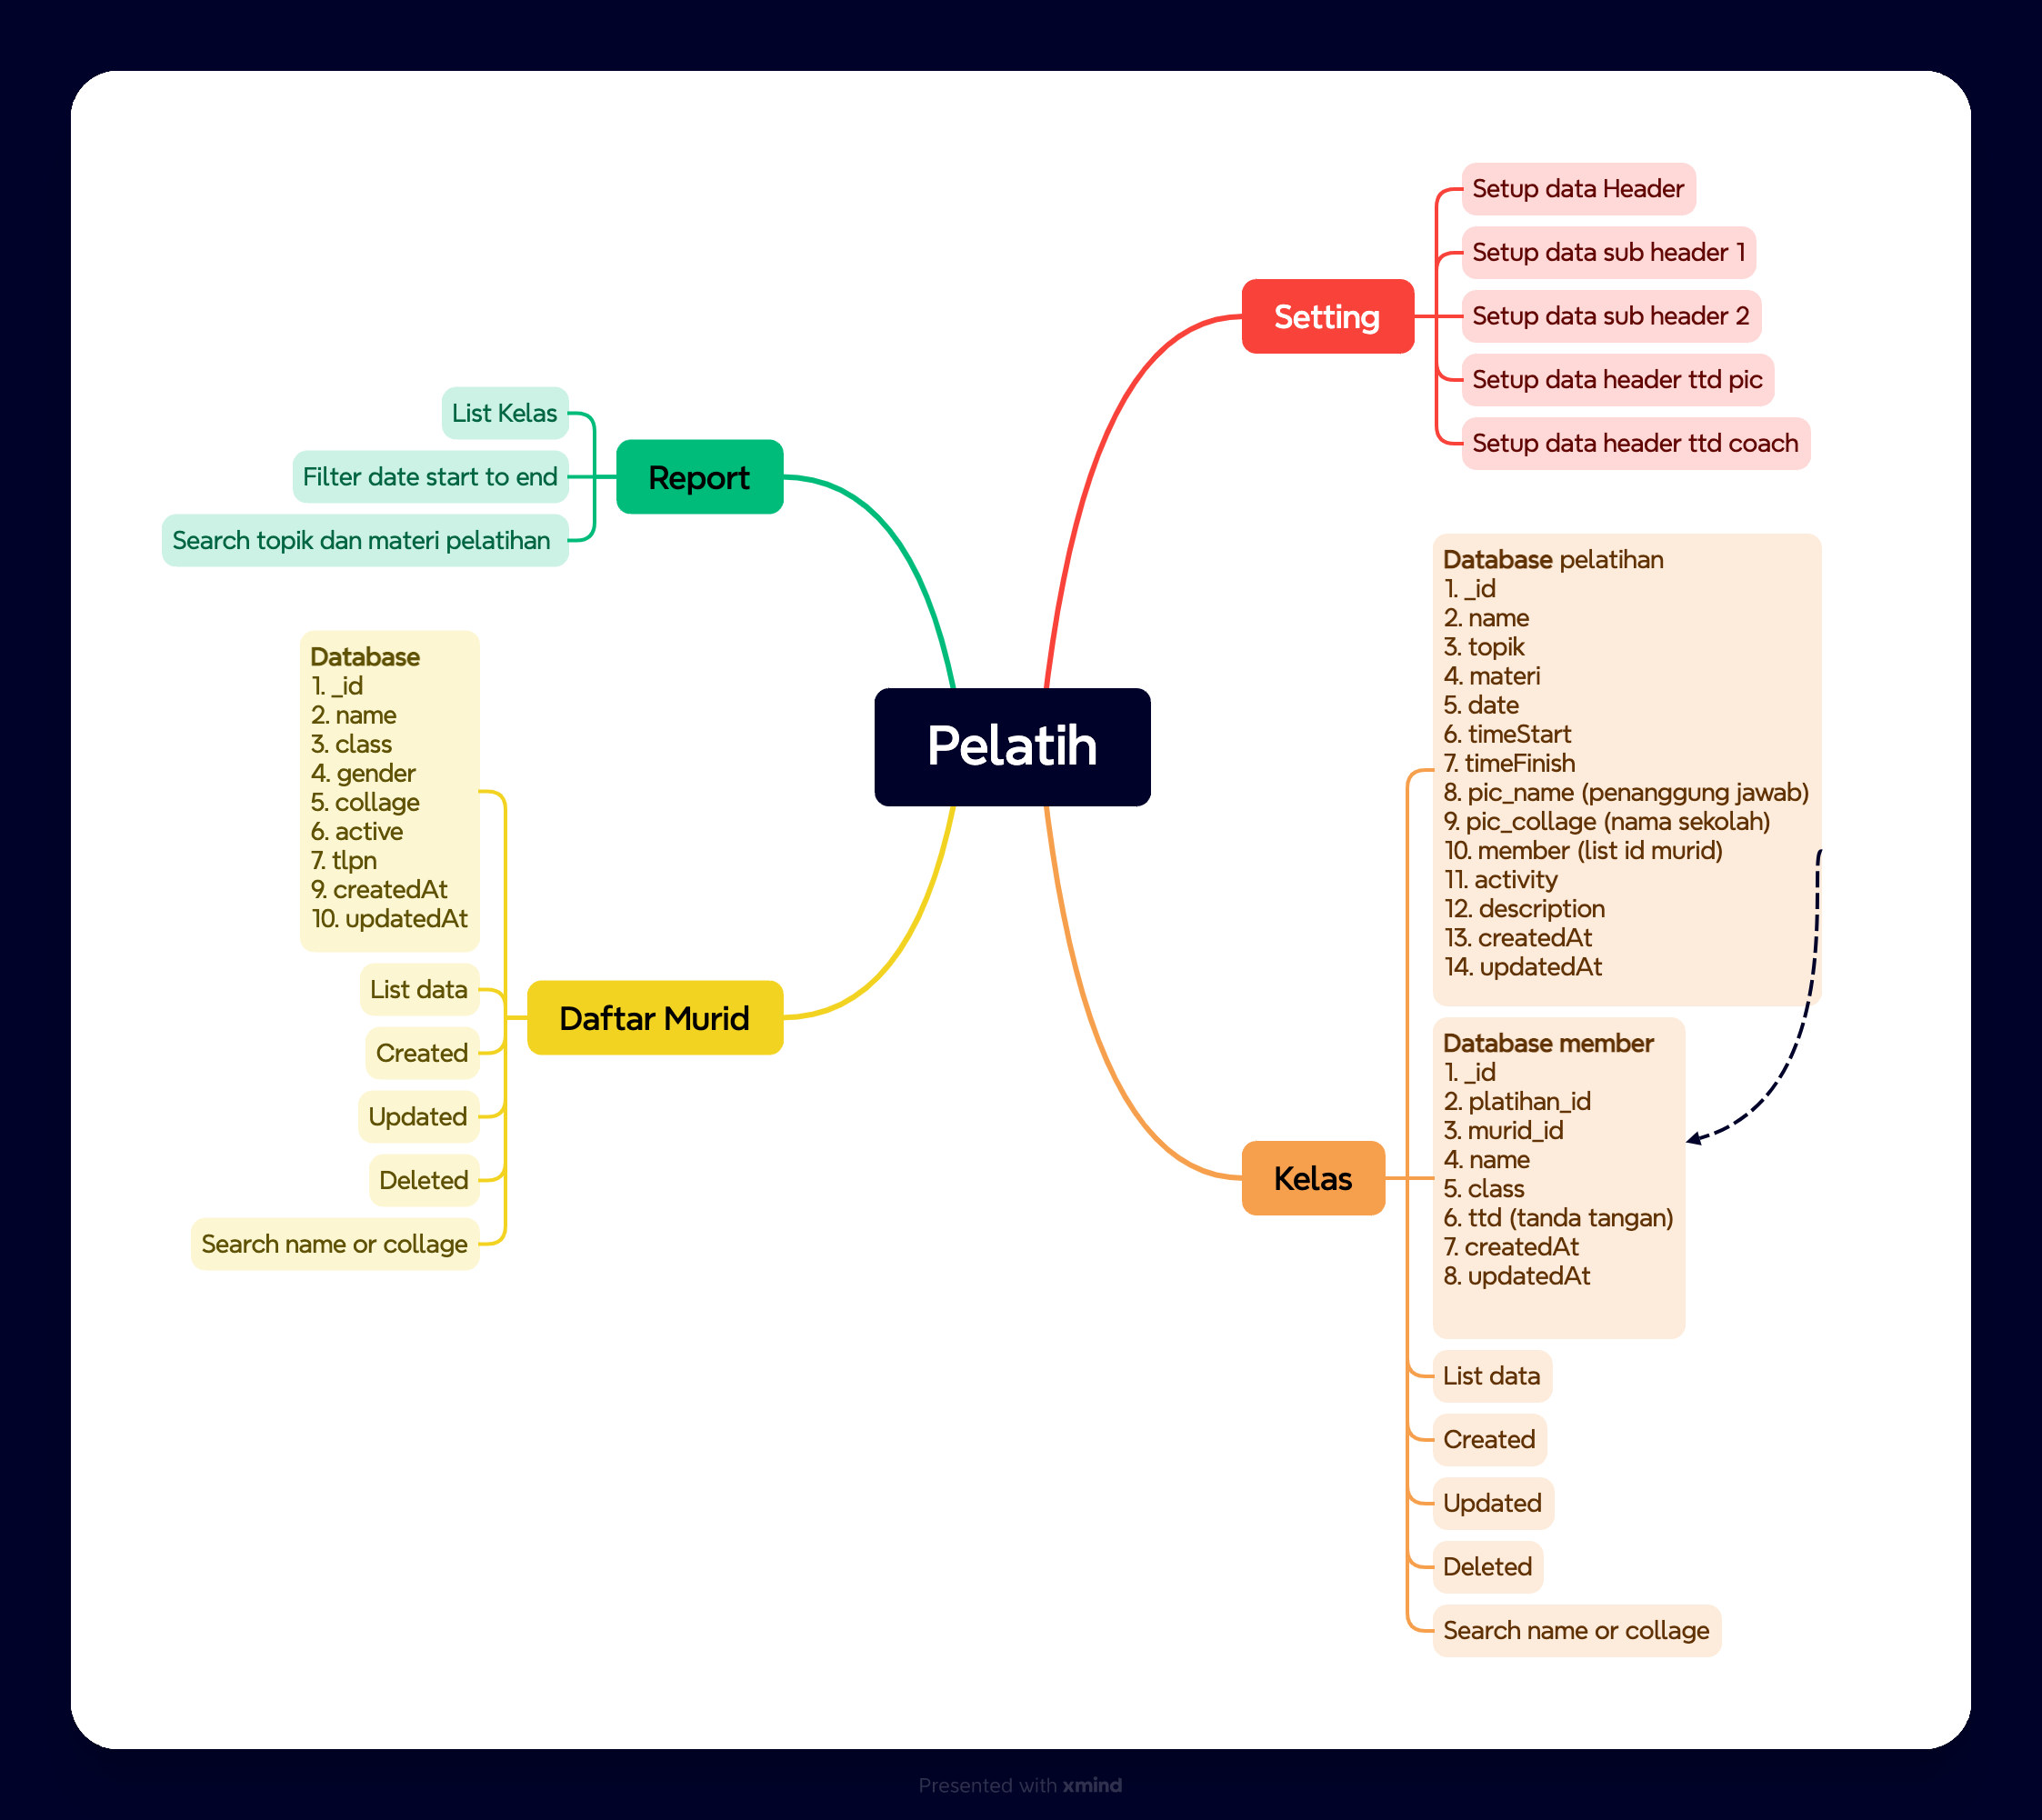 Pelatih
Setting
Setup data Header
Setup data sub header 1
Setup data sub header 2
Setup data header ttd pic
Setup data header ttd coach
Kelas
Database pelatihan
1. _id
2. name
3. topik
4. materi
5. date
6. timeStart
7. timeFinish
8. pic_name (penanggung jawab)
9. pic_collage (nama sekolah)
10. member (list id murid)
11. activity
12. description
13. createdAt
14. updatedAt
Database member
1. _id
2. platihan_id
3. murid_id
4. name
5. class
6. ttd (tanda tangan)
7. createdAt
8. updatedAt
List data
Created
Updated
Deleted
Search name or collage
Report
List Kelas
Filter date start to end
Search topik dan materi pelatihan
Daftar Murid
Database
1. _id
2. name
3. class
4. gender
5. collage
6. active
7. tlpn
9. createdAt
10. updatedAt
List data
Created
Updated
Deleted
Search name or collage
Presented with xmind